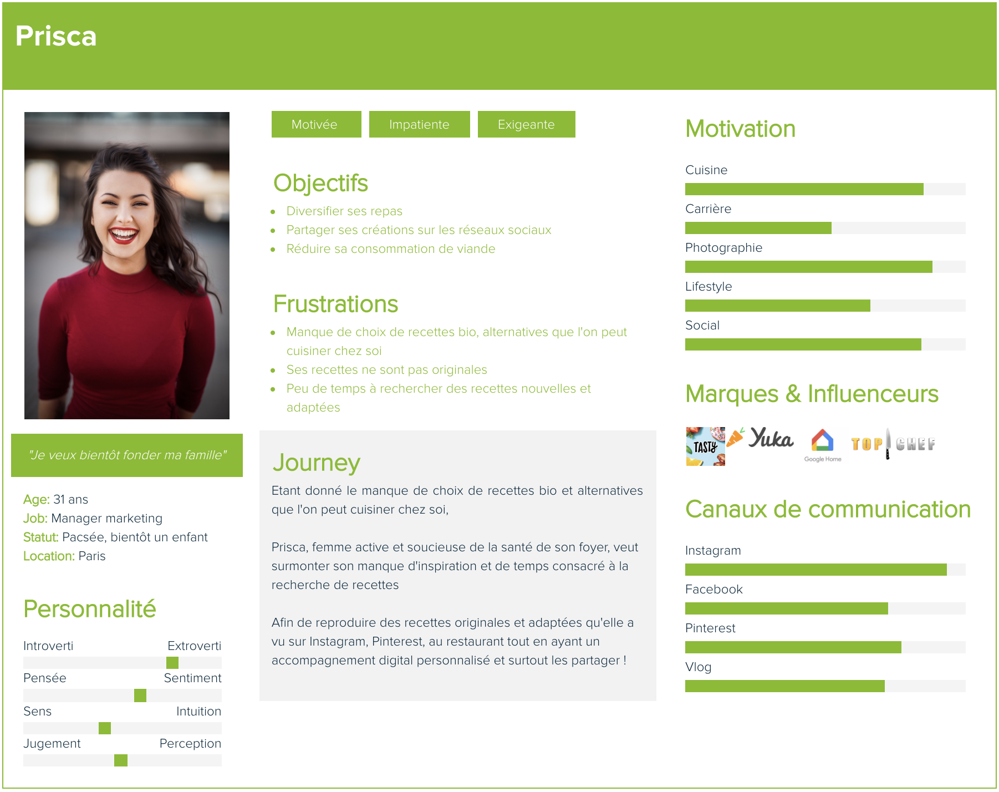 Prisca
"Je veux bientôt fonder ma famille"
Age: 31 ans
Job: Manager marketing
Statut: Pacsée, bientôt un enfant
Location: Paris
Personnalité
Introverti Extroverti
Pensée Sentiment
Sens Intuition
Jugement Perception
Motivée Impatiente Exigeante
Objectifs
Diversifier ses repas
Partager ses créations sur les réseaux sociaux
Réduire sa consommation de viande
Frustrations
Manque de choix de recettes bio, alternatives que l'on peut
cuisiner chez soi
Ses recettes ne sont pas originales
Peu de temps à rechercher des recettes nouvelles et
adaptées
Journey
Etant donné le manque de choix de recettes bio et alternatives
que l'on peut cuisiner chez soi,
Prisca, femme active et soucieuse de la santé de son foyer, veut
surmonter son manque d'inspiration et de temps consacré à la
recherche de recettes
Afin de reproduire des recettes originales et adaptées qu'elle a
vu sur Instagram, Pinterest, au restaurant tout en ayant un
accompagnement digital personnalisé et surtout les partager !
Motivation
Cuisine
Carrière
Photographie
Lifestyle
Social
Marques & Influenceurs
TASTY Yuka Google Home TOP CHEF
Canaux de communication
Instagram
Facebook
Pinterest
Vlog